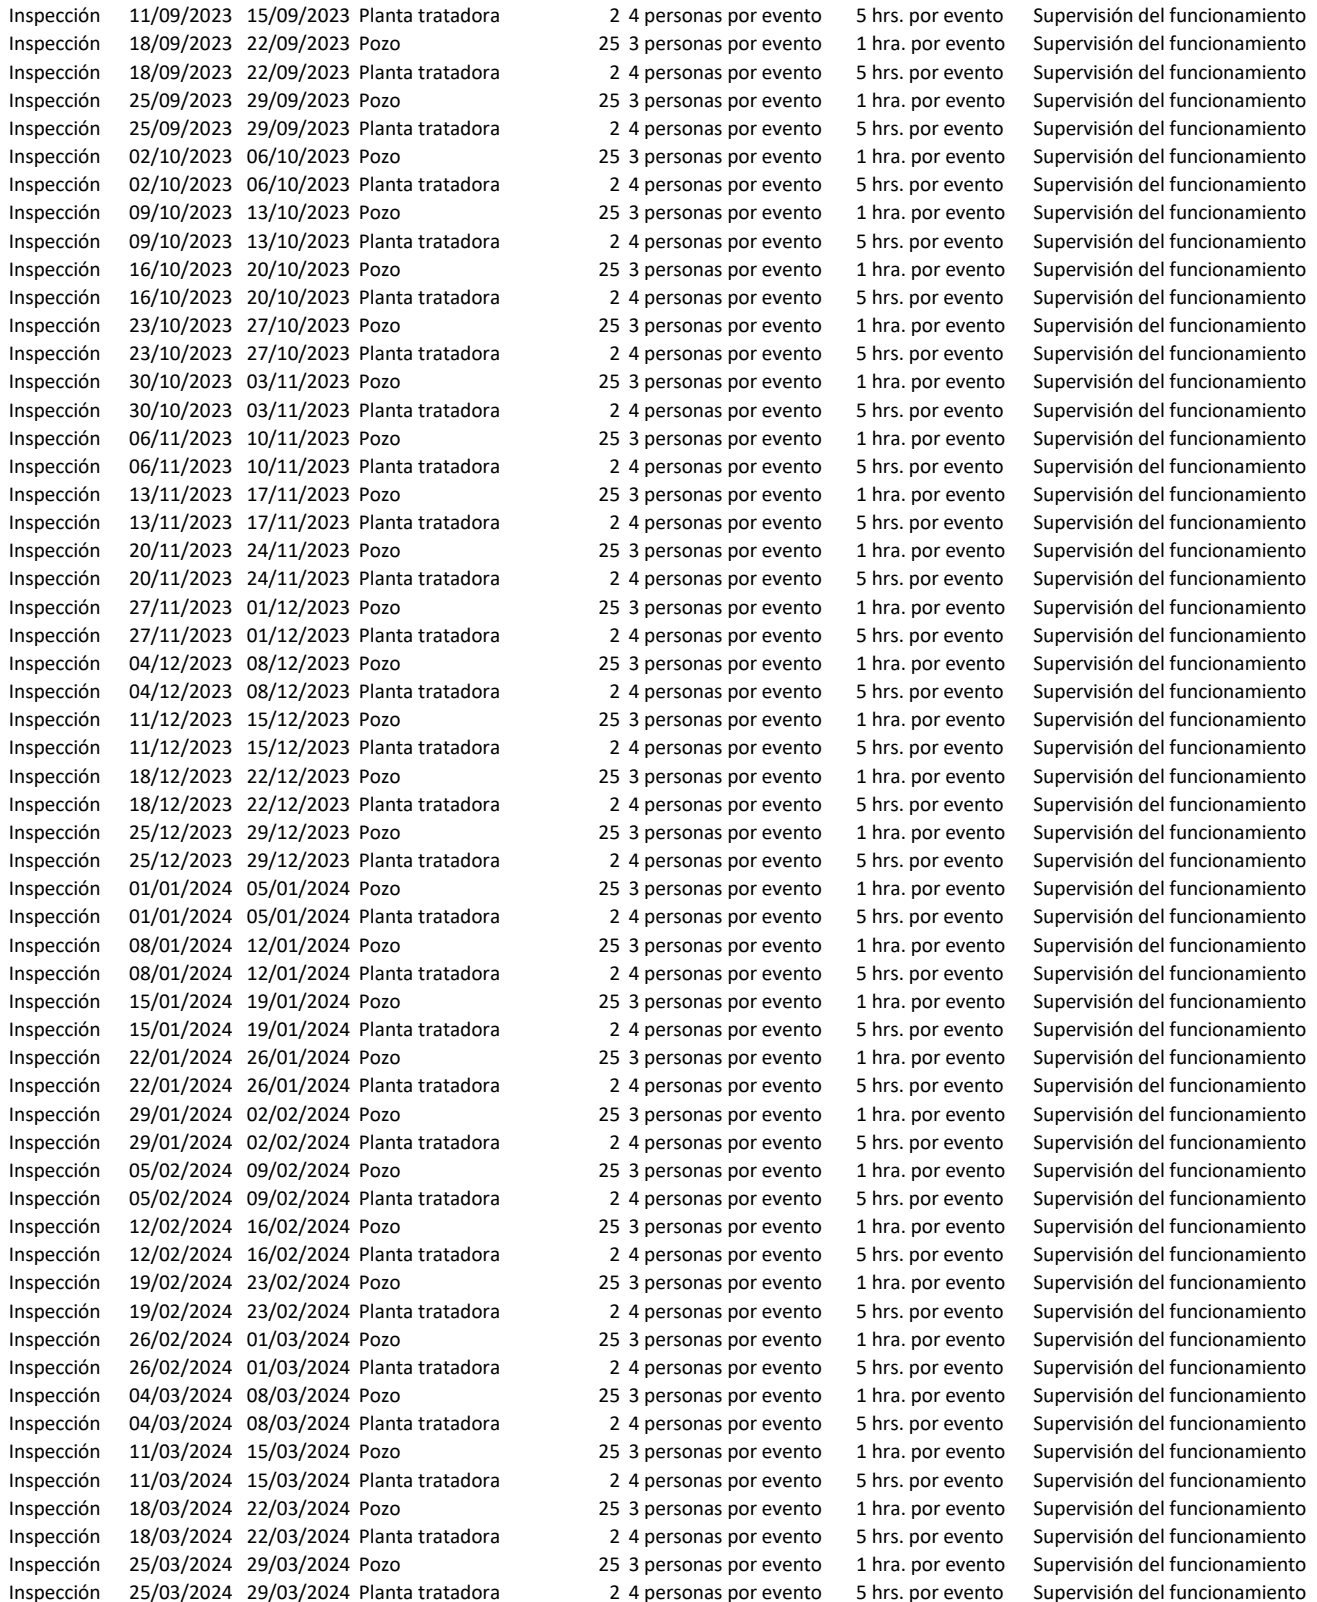 Inspección 11/09/2023 15/09/2023 Planta tratadora 2 4 personas por evento 5 hrs. por evento Supervisión del funcionamiento
Inspección 18/09/2023 22/09/2023 Pozo 25 3 personas por evento 1 hra. por evento Supervisión del funcionamiento
Inspección 18/09/2023 22/09/2023 Planta tratadora 2 4 personas por evento 5 hrs. por evento Supervisión del funcionamiento
Inspección 25/09/2023 29/09/2023 Pozo 25 3 personas por evento 1 hra. por evento Supervisión del funcionamiento
Inspección 25/09/2023 29/09/2023 Planta tratadora 2 4 personas por evento 5 hrs. por evento Supervisión del funcionamiento
Inspección 02/10/2023 06/10/2023 Pozo 25 3 personas por evento 1 hra. por evento Supervisión del funcionamiento
Inspección 02/10/2023 06/10/2023 Planta tratadora 2 4 personas por evento 5 hrs. por evento Supervisión del funcionamiento
Inspección 09/10/2023 13/10/2023 Pozo 25 3 personas por evento 1 hra. por evento Supervisión del funcionamiento
Inspección 09/10/2023 13/10/2023 Planta tratadora 2 4 personas por evento 5 hrs. por evento Supervisión del funcionamiento
Inspección 16/10/2023 20/10/2023 Pozo 25 3 personas por evento 1 hra. por evento Supervisión del funcionamiento
Inspección 16/10/2023 20/10/2023 Planta tratadora 2 4 personas por evento 5 hrs. por evento Supervisión del funcionamiento
Inspección 23/10/2023 27/10/2023 Pozo 25 3 personas por evento 1 hra. por evento Supervisión del funcionamiento
Inspección 23/10/2023 27/10/2023 Planta tratadora 2 4 personas por evento 5 hrs. por evento Supervisión del funcionamiento
Inspección 30/10/2023 03/11/2023 Pozo 25 3 personas por evento 1 hra. por evento Supervisión del funcionamiento
Inspección 30/10/2023 03/11/2023 Planta tratadora 2 4 personas por evento 5 hrs. por evento Supervisión del funcionamiento
Inspección 06/11/2023 10/11/2023 Pozo 25 3 personas por evento 1 hra. por evento Supervisión del funcionamiento
Inspección 06/11/2023 10/11/2023 Planta tratadora 2 4 personas por evento 5 hrs. por evento Supervisión del funcionamiento
Inspección 13/11/2023 17/11/2023 Pozo 25 3 personas por evento 1 hra. por evento Supervisión del funcionamiento
Inspección 13/11/2023 17/11/2023 Planta tratadora 2 4 personas por evento 5 hrs. por evento Supervisión del funcionamiento
Inspección 20/11/2023 24/11/2023 Pozo 25 3 personas por evento 1 hra. por evento Supervisión del funcionamiento
Inspección 20/11/2023 24/11/2023 Planta tratadora 2 4 personas por evento 5 hrs. por evento Supervisión del funcionamiento
Inspección 27/11/2023 01/12/2023 Pozo 25 3 personas por evento 1 hra. por evento Supervisión del funcionamiento
Inspección 27/11/2023 01/12/2023 Planta tratadora 2 4 personas por evento 5 hrs. por evento Supervisión del funcionamiento
Inspección 04/12/2023 08/12/2023 Pozo 25 3 personas por evento 1 hra. por evento Supervisión del funcionamiento
Inspección 04/12/2023 08/12/2023 Planta tratadora 2 4 personas por evento 5 hrs. por evento Supervisión del funcionamiento
Inspección 11/12/2023 15/12/2023 Pozo 25 3 personas por evento 1 hra. por evento Supervisión del funcionamiento
Inspección 11/12/2023 15/12/2023 Planta tratadora 2 4 personas por evento 5 hrs. por evento Supervisión del funcionamiento
Inspección 18/12/2023 22/12/2023 Pozo 25 3 personas por evento 1 hra. por evento Supervisión del funcionamiento
Inspección 18/12/2023 22/12/2023 Planta tratadora 2 4 personas por evento 5 hrs. por evento Supervisión del funcionamiento
Inspección 25/12/2023 29/12/2023 Pozo 25 3 personas por evento 1 hra. por evento Supervisión del funcionamiento
Inspección 25/12/2023 29/12/2023 Planta tratadora 2 4 personas por evento 5 hrs. por evento Supervisión del funcionamiento
Inspección 01/01/2024 05/01/2024 Pozo 25 3 personas por evento 1 hra. por evento Supervisión del funcionamiento
Inspección 01/01/2024 05/01/2024 Planta tratadora 2 4 personas por evento 5 hrs. por evento Supervisión del funcionamiento
Inspección 08/01/2024 12/01/2024 Pozo 25 3 personas por evento 1 hra. por evento Supervisión del funcionamiento
Inspección 08/01/2024 12/01/2024 Planta tratadora 2 4 personas por evento 5 hrs. por evento Supervisión del funcionamiento
Inspección 15/01/2024 19/01/2024 Pozo 25 3 personas por evento 1 hra. por evento Supervisión del funcionamiento
Inspección 15/01/2024 19/01/2024 Planta tratadora 2 4 personas por evento 5 hrs. por evento Supervisión del funcionamiento
Inspección 22/01/2024 26/01/2024 Pozo 25 3 personas por evento 1 hra. por evento Supervisión del funcionamiento
Inspección 22/01/2024 26/01/2024 Planta tratadora 2 4 personas por evento 5 hrs. por evento Supervisión del funcionamiento
Inspección 29/01/2024 02/02/2024 Pozo 25 3 personas por evento 1 hra. por evento Supervisión del funcionamiento
Inspección 29/01/2024 02/02/2024 Planta tratadora 2 4 personas por evento 5 hrs. por evento Supervisión del funcionamiento
Inspección 05/02/2024 09/02/2024 Pozo 25 3 personas por evento 1 hra. por evento Supervisión del funcionamiento
Inspección 05/02/2024 09/02/2024 Planta tratadora 2 4 personas por evento 5 hrs. por evento Supervisión del funcionamiento
Inspección 12/02/2024 16/02/2024 Pozo 25 3 personas por evento 1 hra. por evento Supervisión del funcionamiento
Inspección 12/02/2024 16/02/2024 Planta tratadora 2 4 personas por evento 5 hrs. por evento Supervisión del funcionamiento
Inspección 19/02/2024 23/02/2024 Pozo 25 3 personas por evento 1 hra. por evento Supervisión del funcionamiento
Inspección 19/02/2024 23/02/2024 Planta tratadora 2 4 personas por evento 5 hrs. por evento Supervisión del funcionamiento
Inspección 26/02/2024 01/03/2024 Pozo 25 3 personas por evento 1 hra. por evento Supervisión del funcionamiento
Inspección 26/02/2024 01/03/2024 Planta tratadora 2 4 personas por evento 5 hrs. por evento Supervisión del funcionamiento
Inspección 04/03/2024 08/03/2024 Pozo 25 3 personas por evento 1 hra. por evento Supervisión del funcionamiento
Inspección 04/03/2024 08/03/2024 Planta tratadora 2 4 personas por evento 5 hrs. por evento Supervisión del funcionamiento
Inspección 11/03/2024 15/03/2024 Pozo 25 3 personas por evento 1 hra. por evento Supervisión del funcionamiento
Inspección 11/03/2024 15/03/2024 Planta tratadora 2 4 personas por evento 5 hrs. por evento Supervisión del funcionamiento
Inspección 18/03/2024 22/03/2024 Pozo 25 3 personas por evento 1 hra. por evento Supervisión del funcionamiento
Inspección 18/03/2024 22/03/2024 Planta tratadora 2 4 personas por evento 5 hrs. por evento Supervisión del funcionamiento
Inspección 25/03/2024 29/03/2024 Pozo 25 3 personas por evento 1 hra. por evento Supervisión del funcionamiento
Inspección 25/03/2024 29/03/2024 Planta tratadora 2 4 personas por evento 5 hrs. por evento Supervisión del funcionamiento